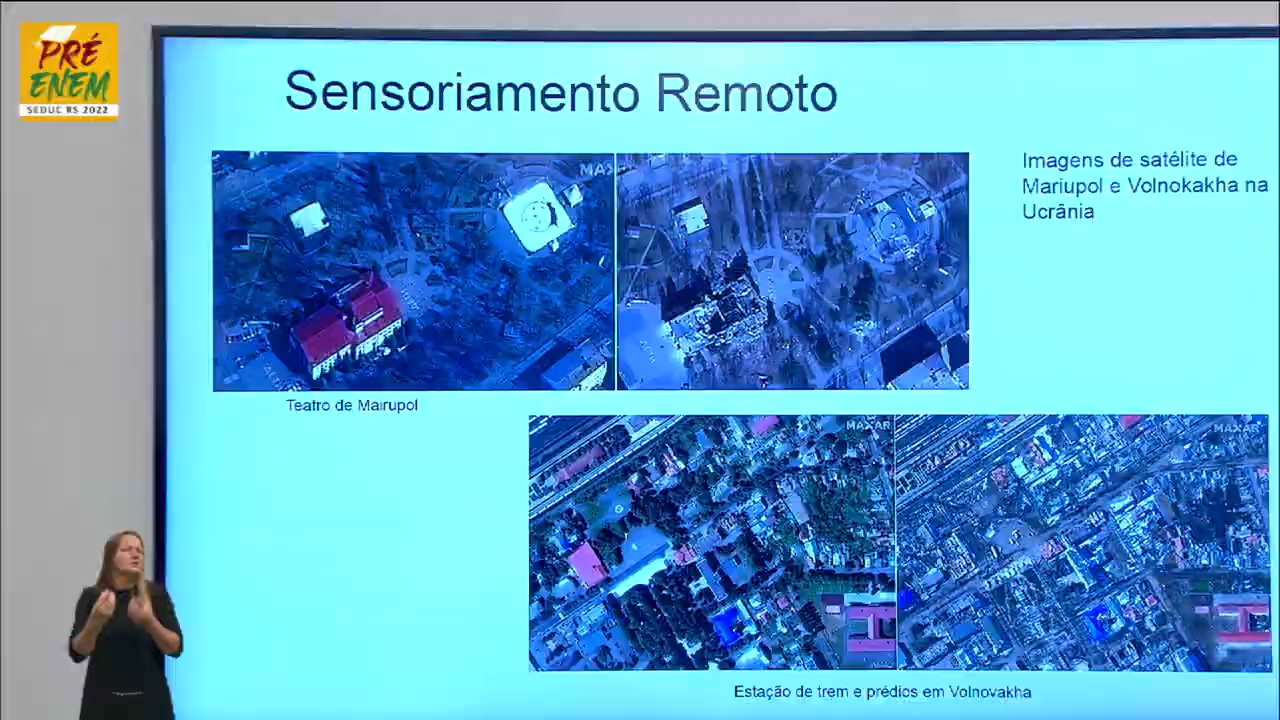 PRÉ
ENEM
SEDUC RS 2022
Sensoriamento Remoto
Imagens de satélite de
Mariupol e Volnokakha na
Ucrânia
MAXAR
Teatro de Mairupol
MAXAR
MAXAR
MAXAR
Estação de trem e prédios em Volnovakha